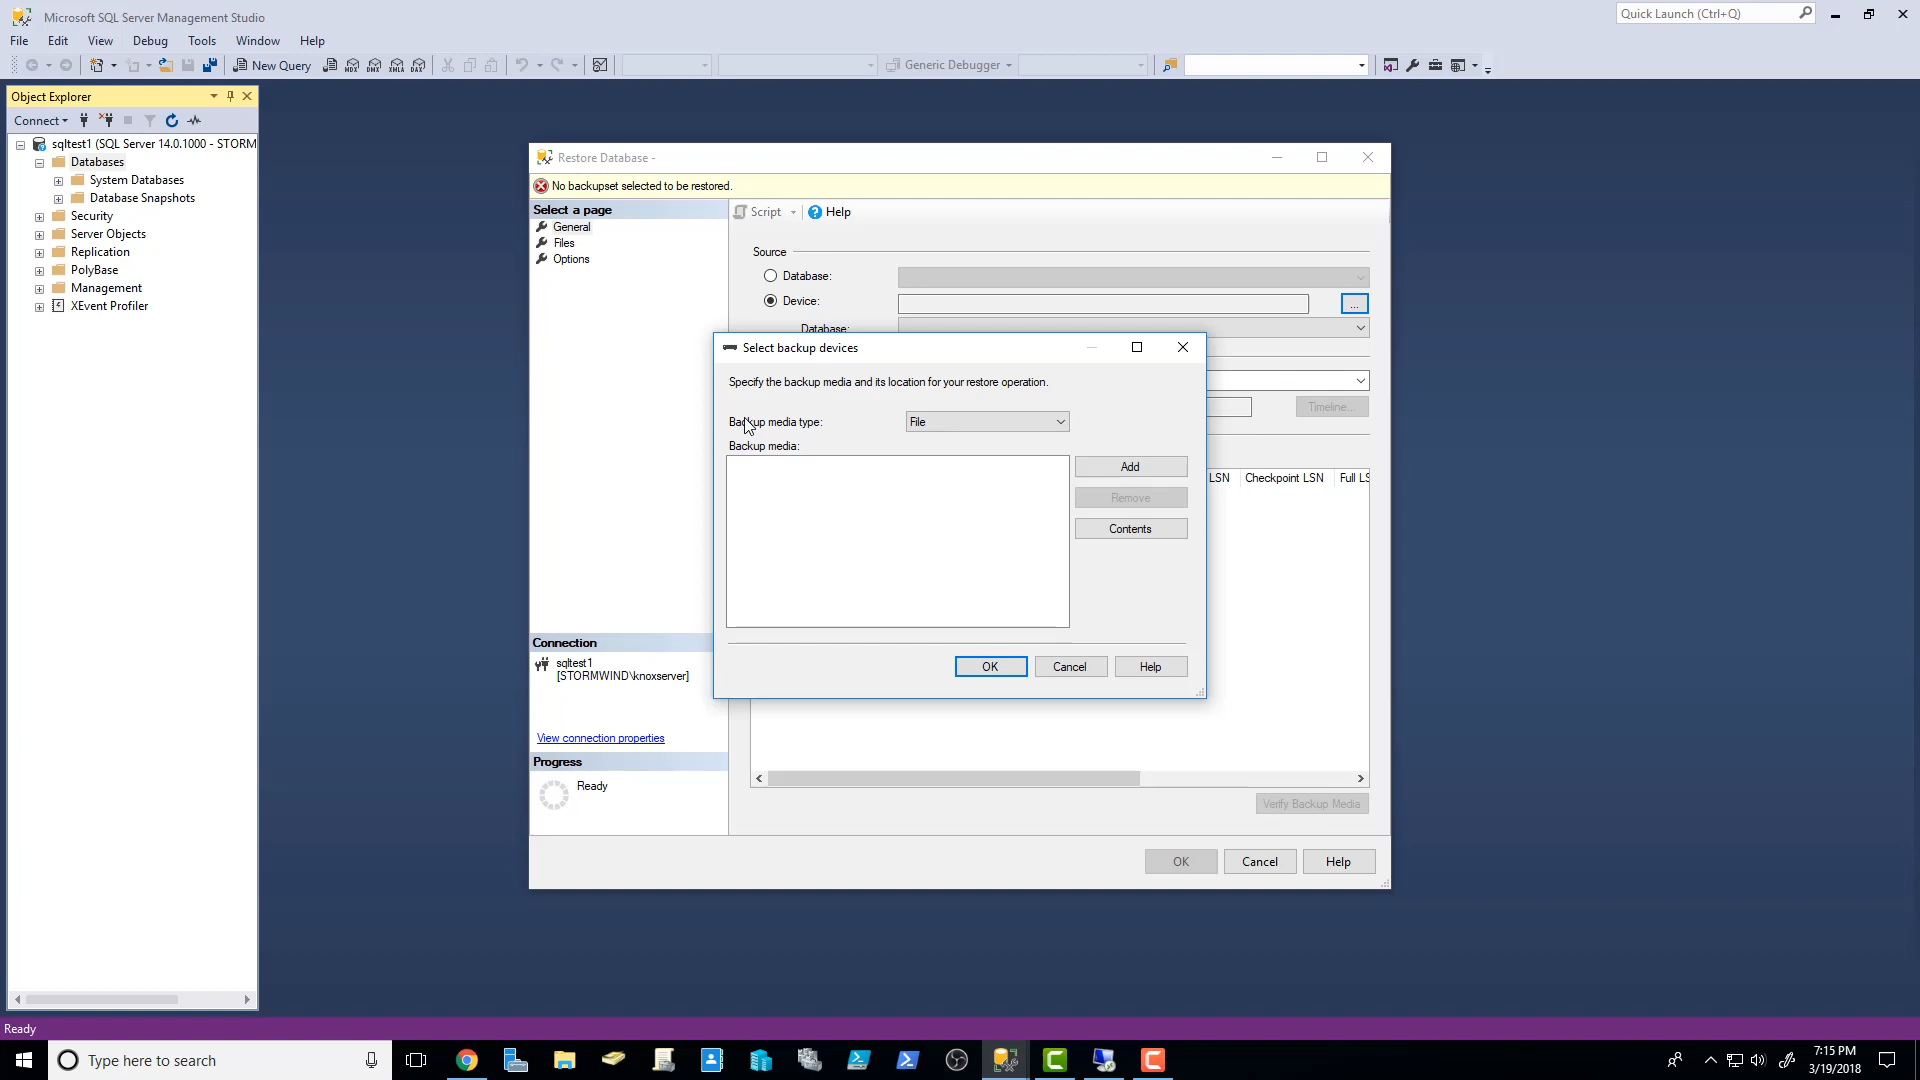 Microsoft SQL Server Management Studio
Quick Launch (Ctrl+Q)
File Edit View Debug Tools Window Help
New Query
MDX DMX XMLA DAX
Generic Debugger
Object Explorer
Connect
sqltest1 (SQL Server 14.0.1000 - STORM
Databases
System Databases
Database Snapshots
Security
Server Objects
Replication
PolyBase
Management
XEvent Profiler
Restore Database -
No backupset selected to be restored.
Select a page
General
Files
Options
Script Help
Source
Database:
Device:
...
Database:
Select backup devices
Specify the backup media and its location for your restore operation.
Backup media type: File
Backup media:
Add
Remove
Contents
OK Cancel Help
Timeline...
LSN Checkpoint LSN Full LS
Connection
sqltest1
[STORMWIND\knoxserver]
View connection properties
Progress
Ready
Verify Backup Media
OK Cancel Help
Ready
Type here to search
7:15 PM
3/19/2018